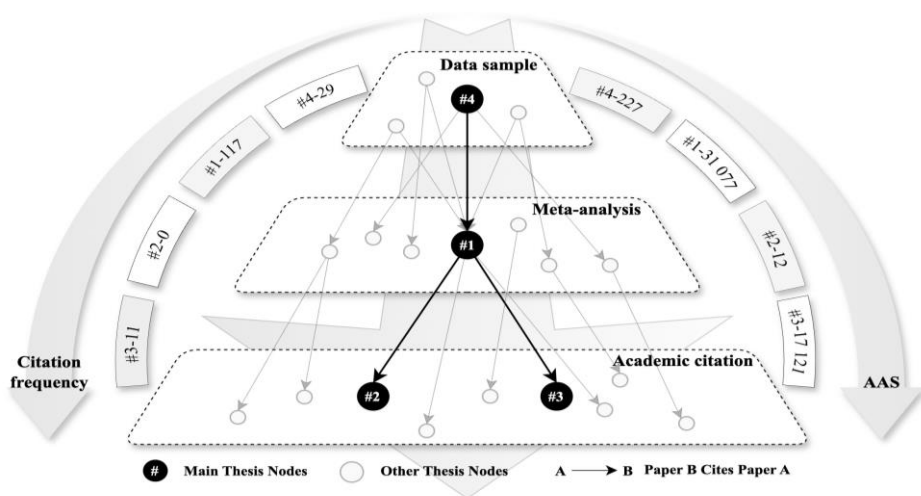 Data sample
#4
#4-29
#4-227
#1-117
#1-31 077
Meta-analysis
#1
#2-0
#2-12
#3-11
#3-17 121
Academic citation
Citation
frequency
AAS
#2
#3
# Main Thesis Nodes Other Thesis Nodes A B Paper B Cites Paper A